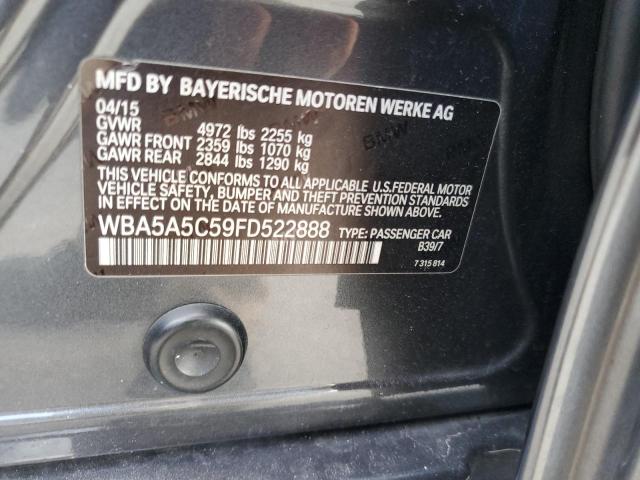 MFD BY BAYERISCHE MOTOREN WERKE AG
04/15
GVWR 4972 lbs 2255 kg
GAWR FRONT 2359 lbs 1070 kg
GAWR REAR 2844 lbs 1290 kg
THIS VEHICLE CONFORMS TO ALL APPLICABLE U.S.FEDERAL MOTOR
VEHICLE SAFETY, BUMPER AND THEFT PREVENTION STANDARDS
IN EFFECT ON THE DATE OF MANUFACTURE SHOWN ABOVE.
WBA5A5C59FD522888 TYPE: PASSENGER CAR
B39/7
7 315 814